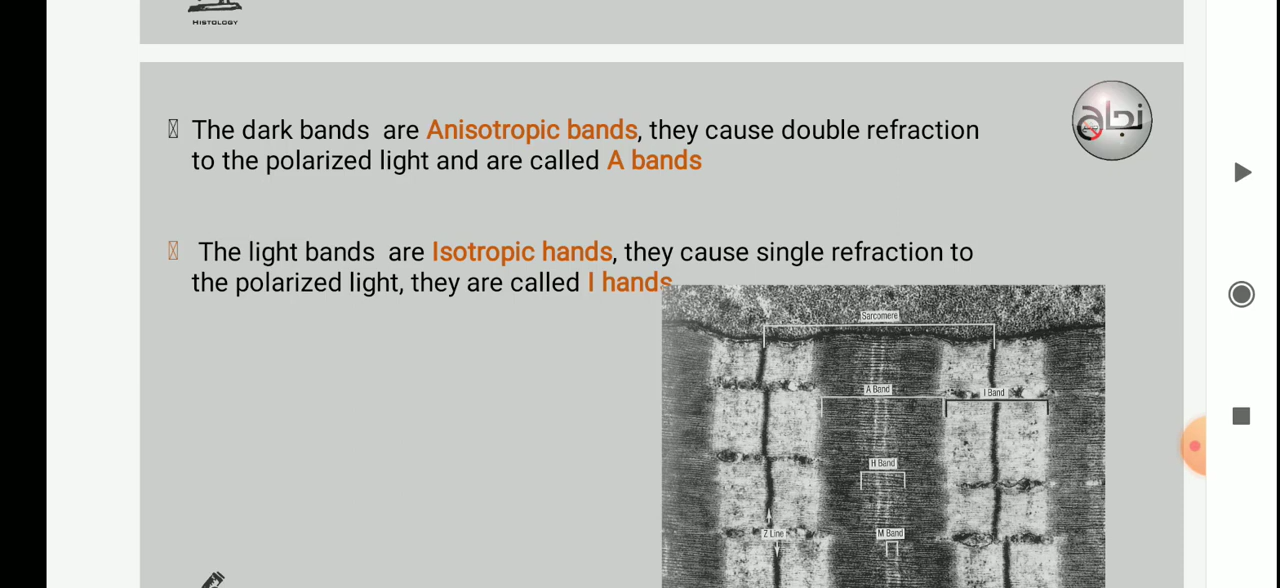 HISTOLOGY
The dark bands are Anisotropic bands, they cause double refraction
to the polarized light and are called A bands
The light bands are Isotropic hands, they cause single refraction to
the polarized light, they are called I hands
Sarcomere
A Band
I Band
H Band
Z Line
M Band